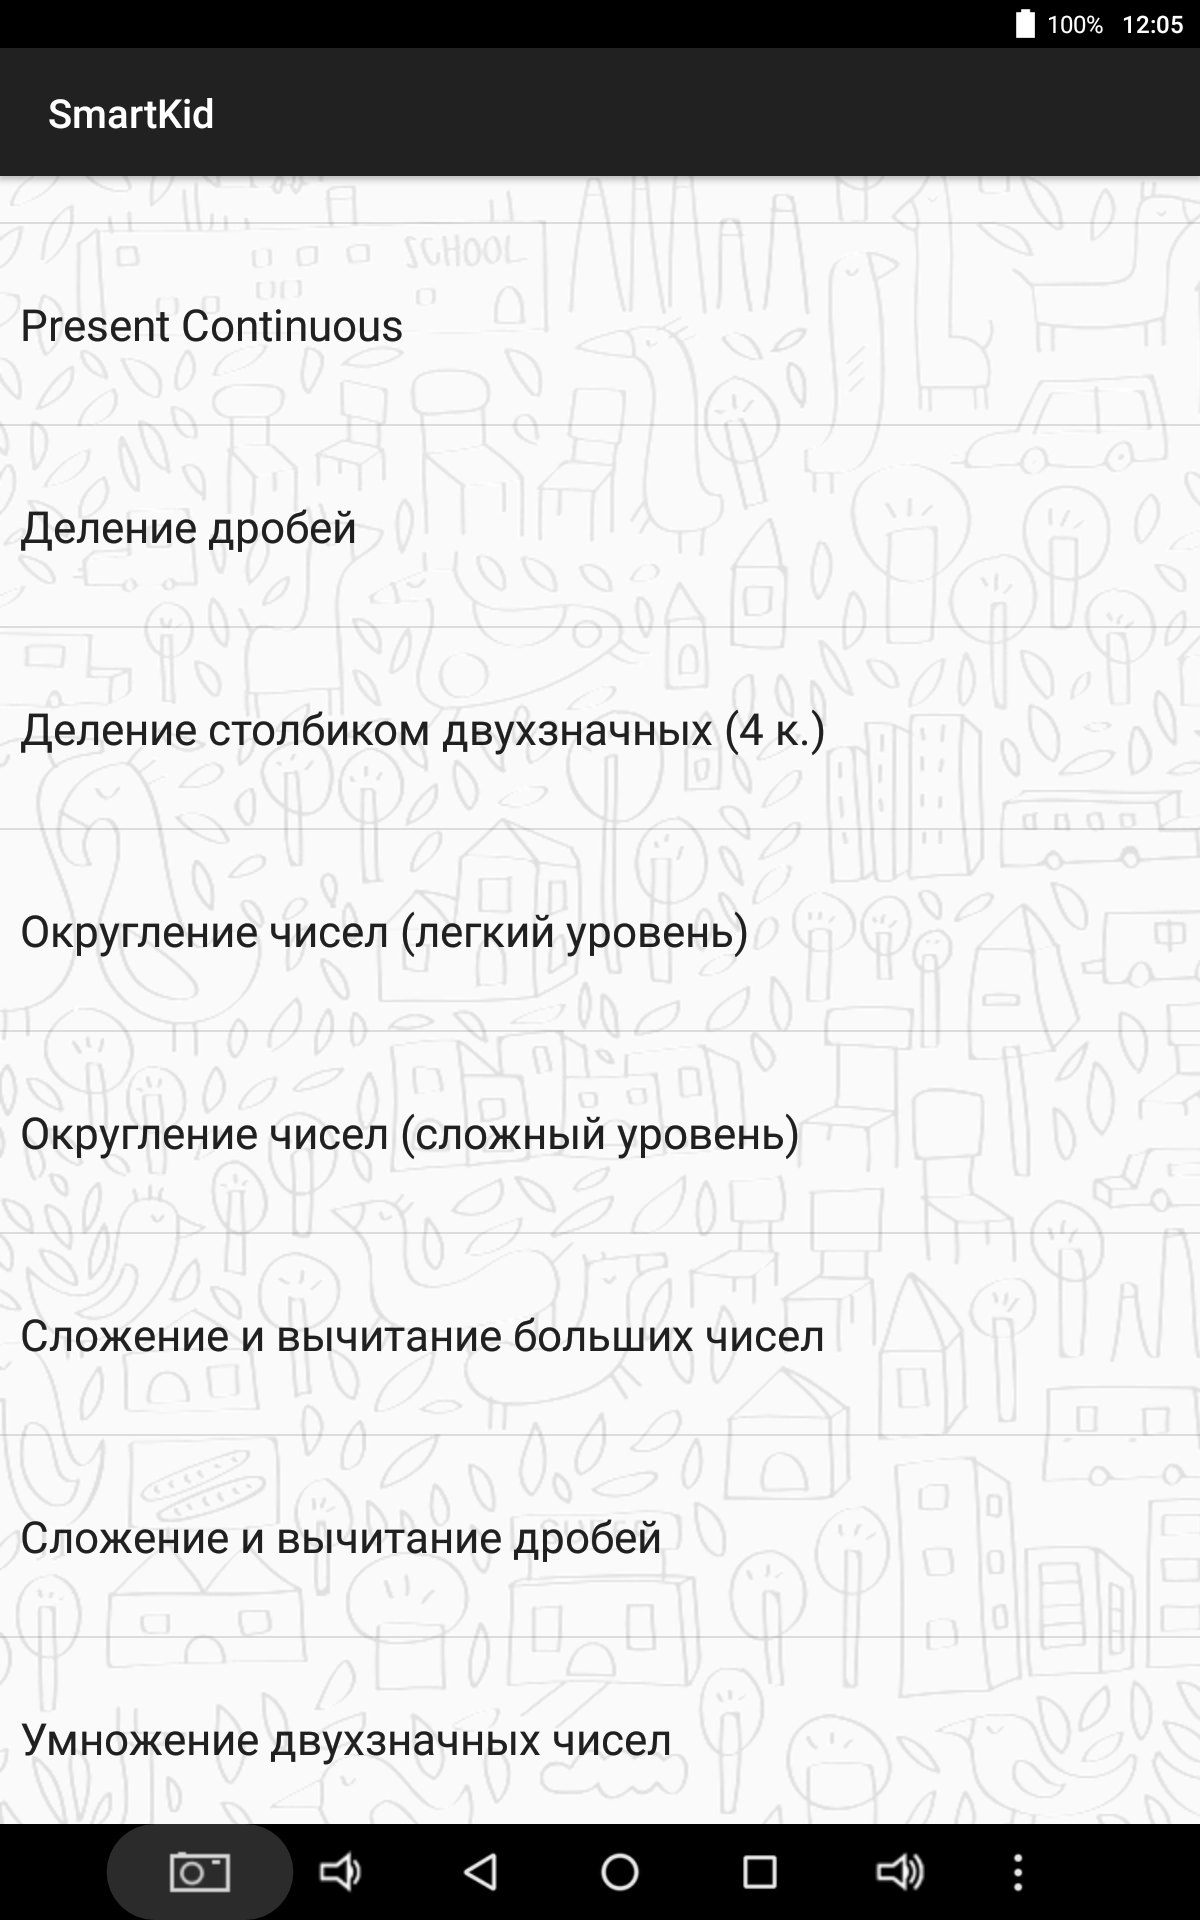 100% 12:05
SmartKid
SCHOOL
Present Continuous
Деление дробей
Деление столбиком двухзначных (4 к.)
Округление чисел (легкий уровень)
Округление чисел (сложный уровень)
Сложение и вычитание больших чисел
Сложение и вычитание дробей
Умножение двухзначных чисел